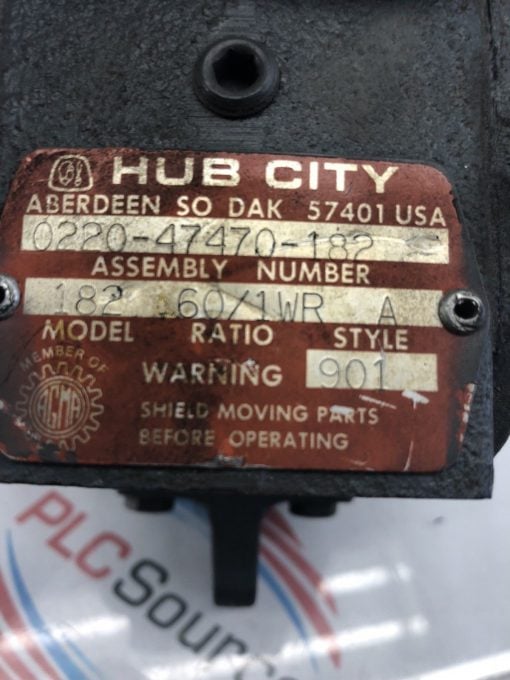 HUB CITY
ABERDEEN SO DAK 57401 USA
0220-47470-182
ASSEMBLY NUMBER
182 60/1WR A
MODEL RATIO STYLE
MEMBER OF
AGMA
WARNING 901
SHIELD MOVING PARTS
BEFORE OPERATING
PLC Source